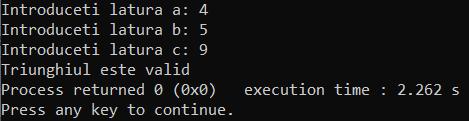 Introduceti latura a: 4
Introduceti latura b: 5
Introduceti latura c: 9
Triunghiul este valid
Process returned 0 (0x0)   execution time : 2.262 s
Press any key to continue.